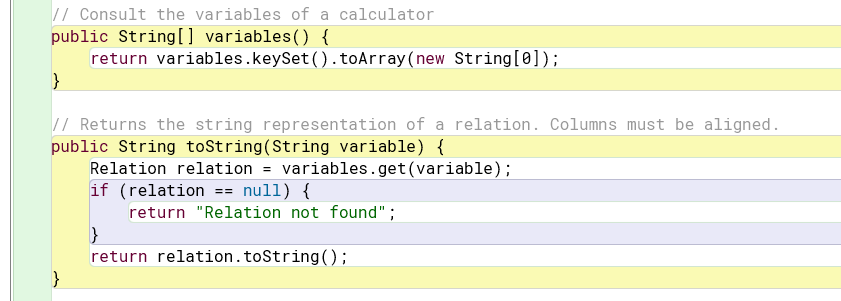 // Consult the variables of a calculator
public String[] variables() {
return variables.keySet().toArray(new String[0]);
}
// Returns the string representation of a relation. Columns must be aligned.
public String toString(String variable) {
Relation relation = variables.get(variable);
if (relation == null) {
return "Relation not found";
}
return relation.toString();
}